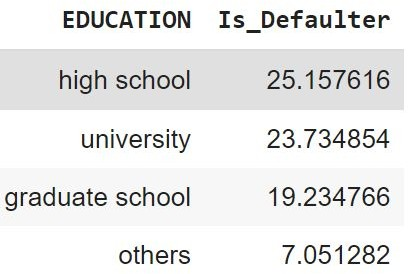 EDUCATION Is_Defaulter
high school 25.157616
university 23.734854
graduate school 19.234766
others 7.051282